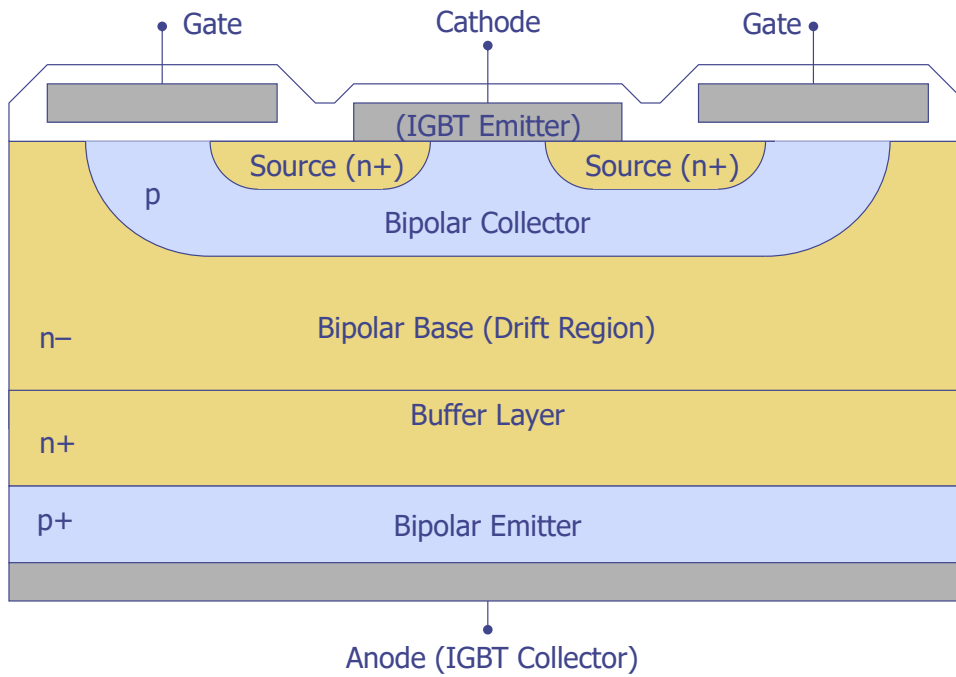 Gate
Cathode
Gate
(IGBT Emitter)
Source (n+)
Source (n+)
p
Bipolar Collector
Bipolar Base (Drift Region)
n–
Buffer Layer
n+
p+
Bipolar Emitter
Anode (IGBT Collector)